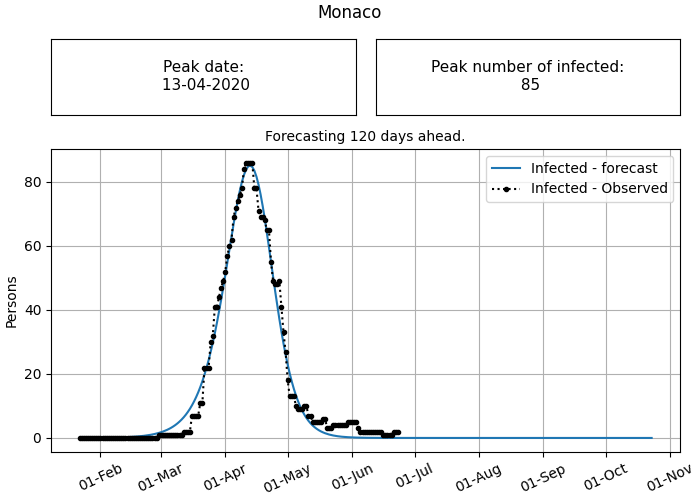 Monaco
Peak date:
13-04-2020
Peak number of infected:
85
Forecasting 120 days ahead.
Infected - forecast
Infected - Observed
Persons
80
60
40
20
0
01-Feb
01-Mar
01-Apr
01-May
01-Jun
01-Jul
01-Aug
01-Sep
01-Oct
01-Nov